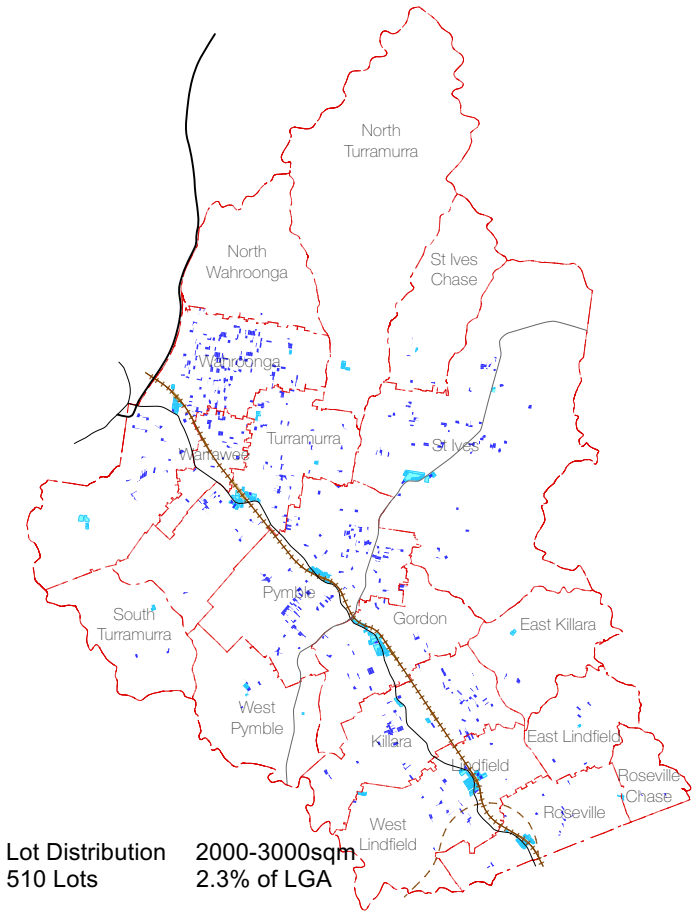 North
Turramurra
North
Wahroonga
St Ives
Chase
Wahroonga
Turramurra
St Ives
Warrawee
Pymble
South
Turramurra
Gordon
East Killara
West
Pymble
Killara
East Lindfield
Lindfield
Roseville
Chase
Roseville
West
Lindfield
Lot Distribution 2000-3000sqm
510 Lots 2.3% of LGA